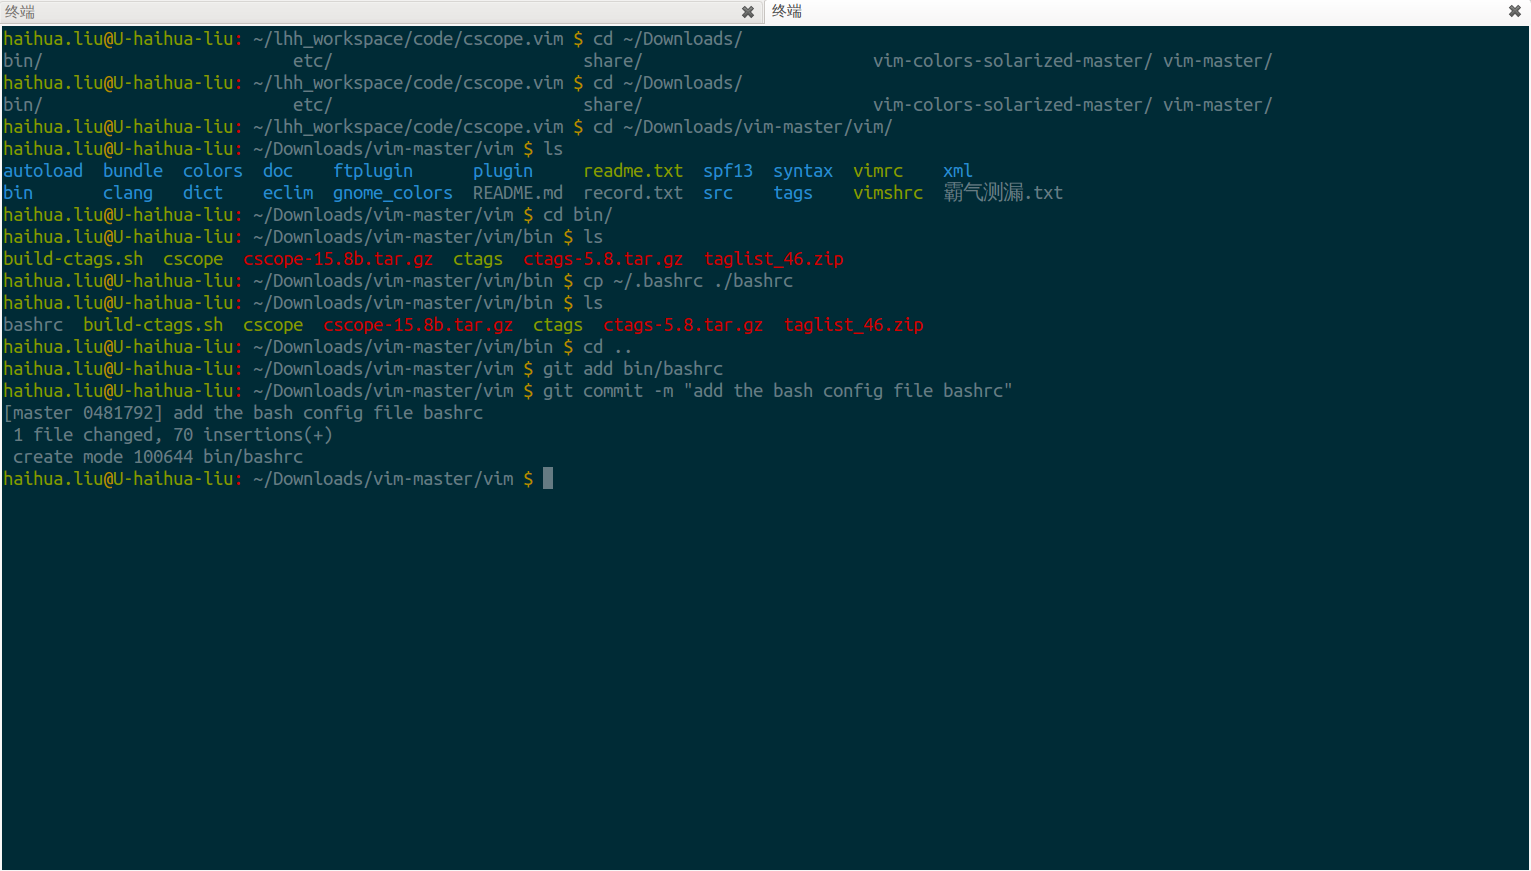 终端 终端
haihua.liu@U-haihua-liu: ~/lhh_workspace/code/cscope.vim $ cd ~/Downloads/
bin/ etc/ share/ vim-colors-solarized-master/ vim-master/
haihua.liu@U-haihua-liu: ~/lhh_workspace/code/cscope.vim $ cd ~/Downloads/
bin/ etc/ share/ vim-colors-solarized-master/ vim-master/
haihua.liu@U-haihua-liu: ~/lhh_workspace/code/cscope.vim $ cd ~/Downloads/vim-master/vim/
haihua.liu@U-haihua-liu: ~/Downloads/vim-master/vim $ ls
autoload bundle colors doc ftplugin plugin readme.txt spf13 syntax vimrc xml
bin clang dict eclim gnome_colors README.md record.txt src tags vimshrc 霸气测漏.txt
haihua.liu@U-haihua-liu: ~/Downloads/vim-master/vim $ cd bin/
haihua.liu@U-haihua-liu: ~/Downloads/vim-master/vim/bin $ ls
build-ctags.sh cscope cscope-15.8b.tar.gz ctags ctags-5.8.tar.gz taglist_46.zip
haihua.liu@U-haihua-liu: ~/Downloads/vim-master/vim/bin $ cp ~/.bashrc ./bashrc
haihua.liu@U-haihua-liu: ~/Downloads/vim-master/vim/bin $ ls
bashrc build-ctags.sh cscope cscope-15.8b.tar.gz ctags ctags-5.8.tar.gz taglist_46.zip
haihua.liu@U-haihua-liu: ~/Downloads/vim-master/vim/bin $ cd ..
haihua.liu@U-haihua-liu: ~/Downloads/vim-master/vim $ git add bin/bashrc
haihua.liu@U-haihua-liu: ~/Downloads/vim-master/vim $ git commit -m "add the bash config file bashrc"
[master 0481792] add the bash config file bashrc
 1 file changed, 70 insertions(+)
 create mode 100644 bin/bashrc
haihua.liu@U-haihua-liu: ~/Downloads/vim-master/vim $